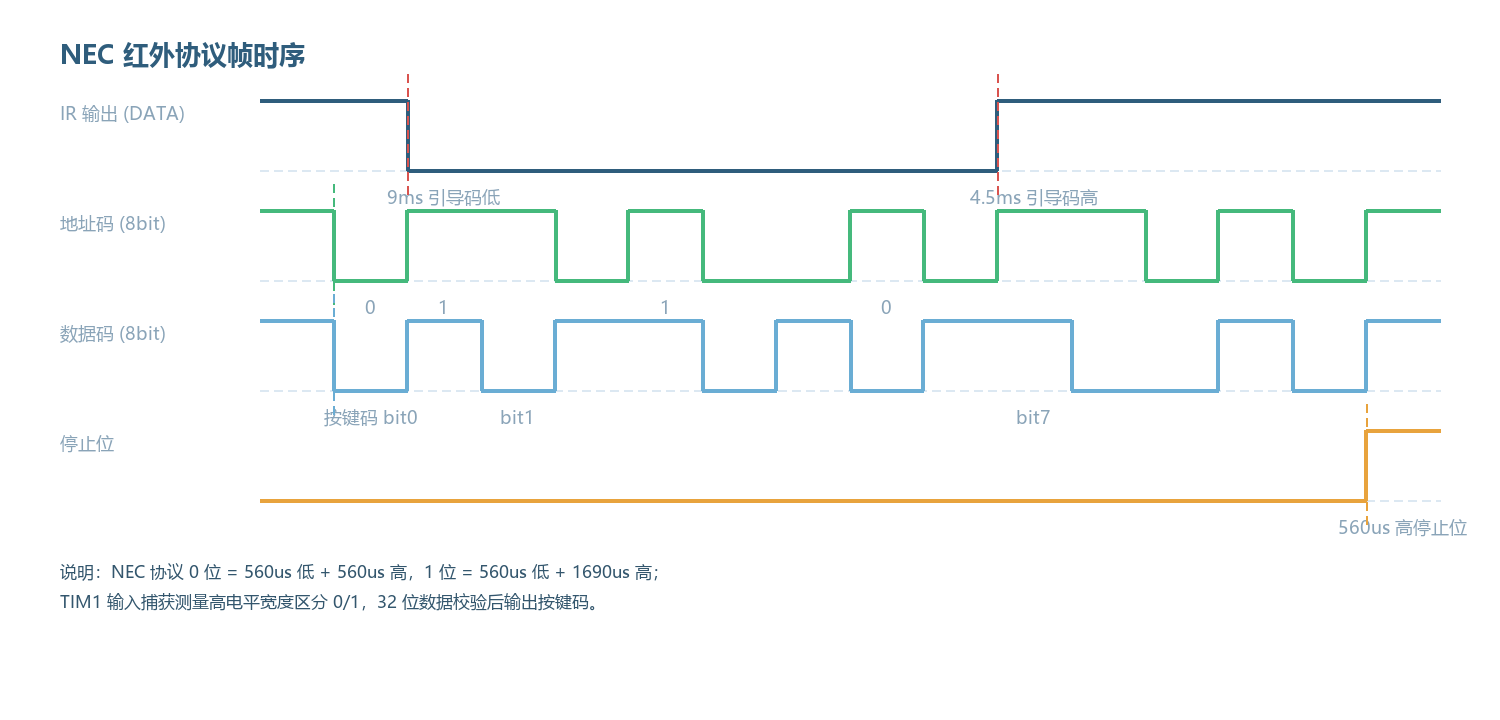 NEC 红外协议帧时序
IR 输出 (DATA)
9ms 引导码低
4.5ms 引导码高
地址码 (8bit)
0
1
1
0
数据码 (8bit)
按键码 bit0
bit1
bit7
停止位
560us 高停止位
说明：NEC 协议 0 位 = 560us 低 + 560us 高，1 位 = 560us 低 + 1690us 高；
TIM1 输入捕获测量高电平宽度区分 0/1，32 位数据校验后输出按键码。